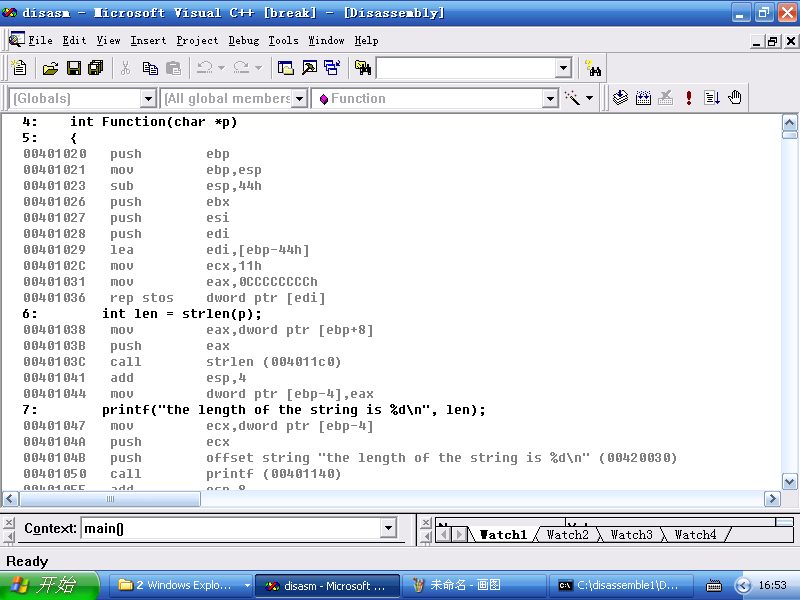 disasm - Microsoft Visual C++ [break] - [Disassembly]
File Edit View Insert Project Debug Tools Window Help
(Globals) (All global members Function
4: int Function(char *p)
5: {
00401020 push ebp
00401021 mov ebp,esp
00401023 sub esp,44h
00401026 push ebx
00401027 push esi
00401028 push edi
00401029 lea edi,[ebp-44h]
0040102C mov ecx,11h
00401031 mov eax,0CCCCCCCCh
00401036 rep stos dword ptr [edi]
6: int len = strlen(p);
00401038 mov eax,dword ptr [ebp+8]
0040103B push eax
0040103C call strlen (004011c0)
00401041 add esp,4
00401044 mov dword ptr [ebp-4],eax
7: printf("the length of the string is %d\n", len);
00401047 mov ecx,dword ptr [ebp-4]
0040104A push ecx
0040104B push offset string "the length of the string is %d\n" (00420030)
00401050 call printf (00401140)
00401055 add esp,8
Context: main()
Watch1 Watch2 Watch3 Watch4
Ready
开始 2 Windows Explo... disasm - Microsoft ... 未命名 - 画图 C:\disassemble1\D... 16:53